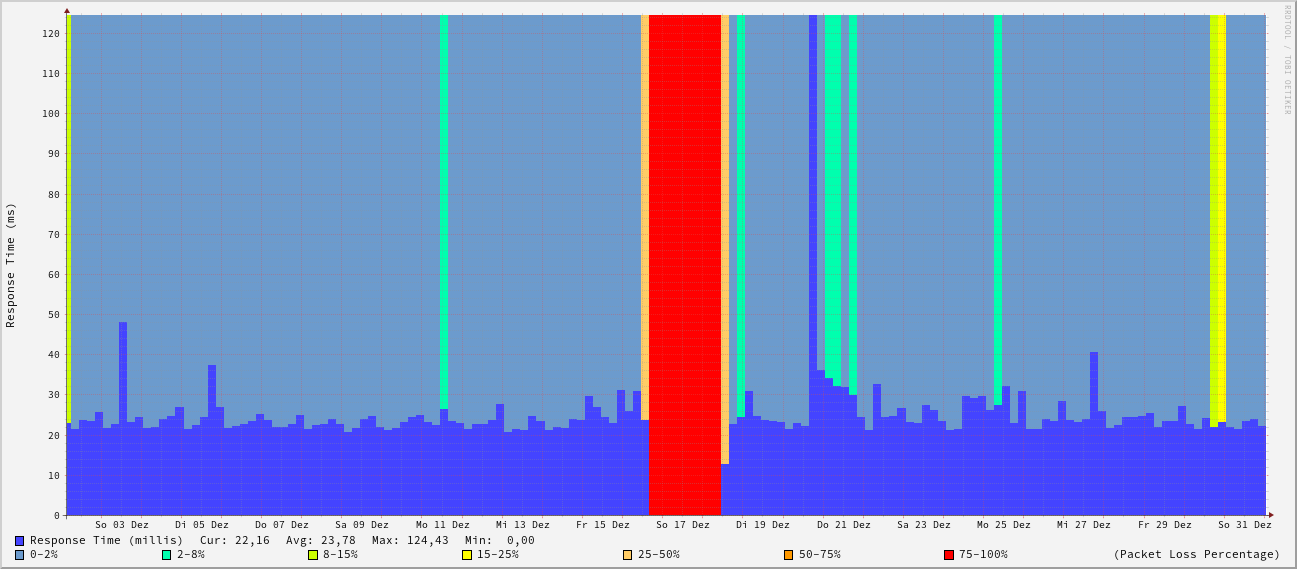 RRDTOOL / TOBI OETIKER
Response Time (ms)
120
110
100
90
80
70
60
50
40
30
20
10
0
So 03 Dez Di 05 Dez Do 07 Dez Sa 09 Dez Mo 11 Dez Mi 13 Dez Fr 15 Dez So 17 Dez Di 19 Dez Do 21 Dez Sa 23 Dez Mo 25 Dez Mi 27 Dez Fr 29 Dez So 31 Dez
Response Time (millis) Cur: 22,16 Avg: 23,78 Max: 124,43 Min: 0,00
0-2% 2-8% 8-15% 15-25% 25-50% 50-75% 75-100% (Packet Loss Percentage)